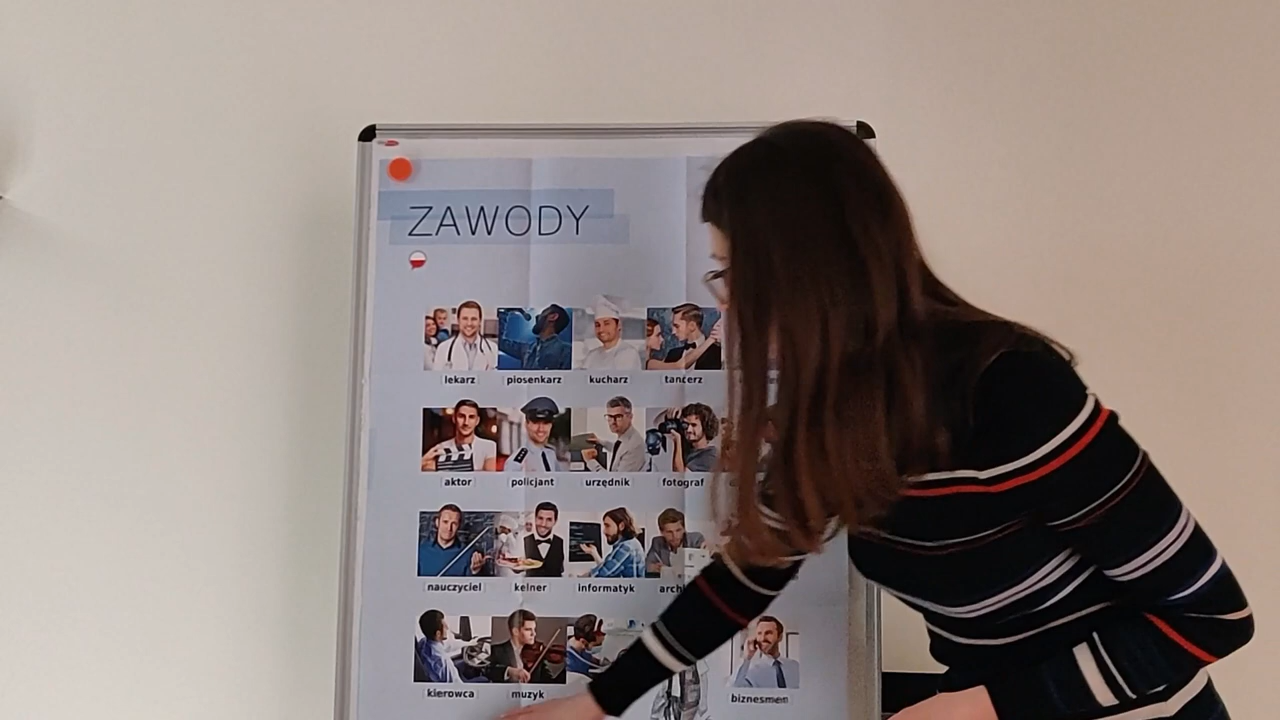 ZAWODY
lekarz piosenkarz kucharz tancerz
aktor policjant urzędnik fotograf
nauczyciel kelner informatyk
kierowca muzyk biznesmen